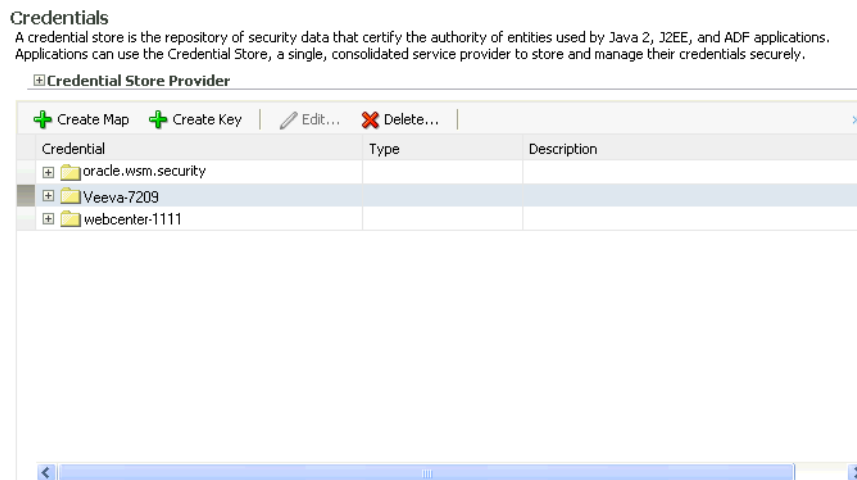 Credentials
A credential store is the repository of security data that certify the authority of entities used by Java 2, J2EE, and ADF applications.
Applications can use the Credential Store, a single, consolidated service provider to store and manage their credentials securely.
Credential Store Provider
Create Map Create Key Edit... Delete...
Credential Type Description
oracle.wsm.security
Veeva-7209
webcenter-1111